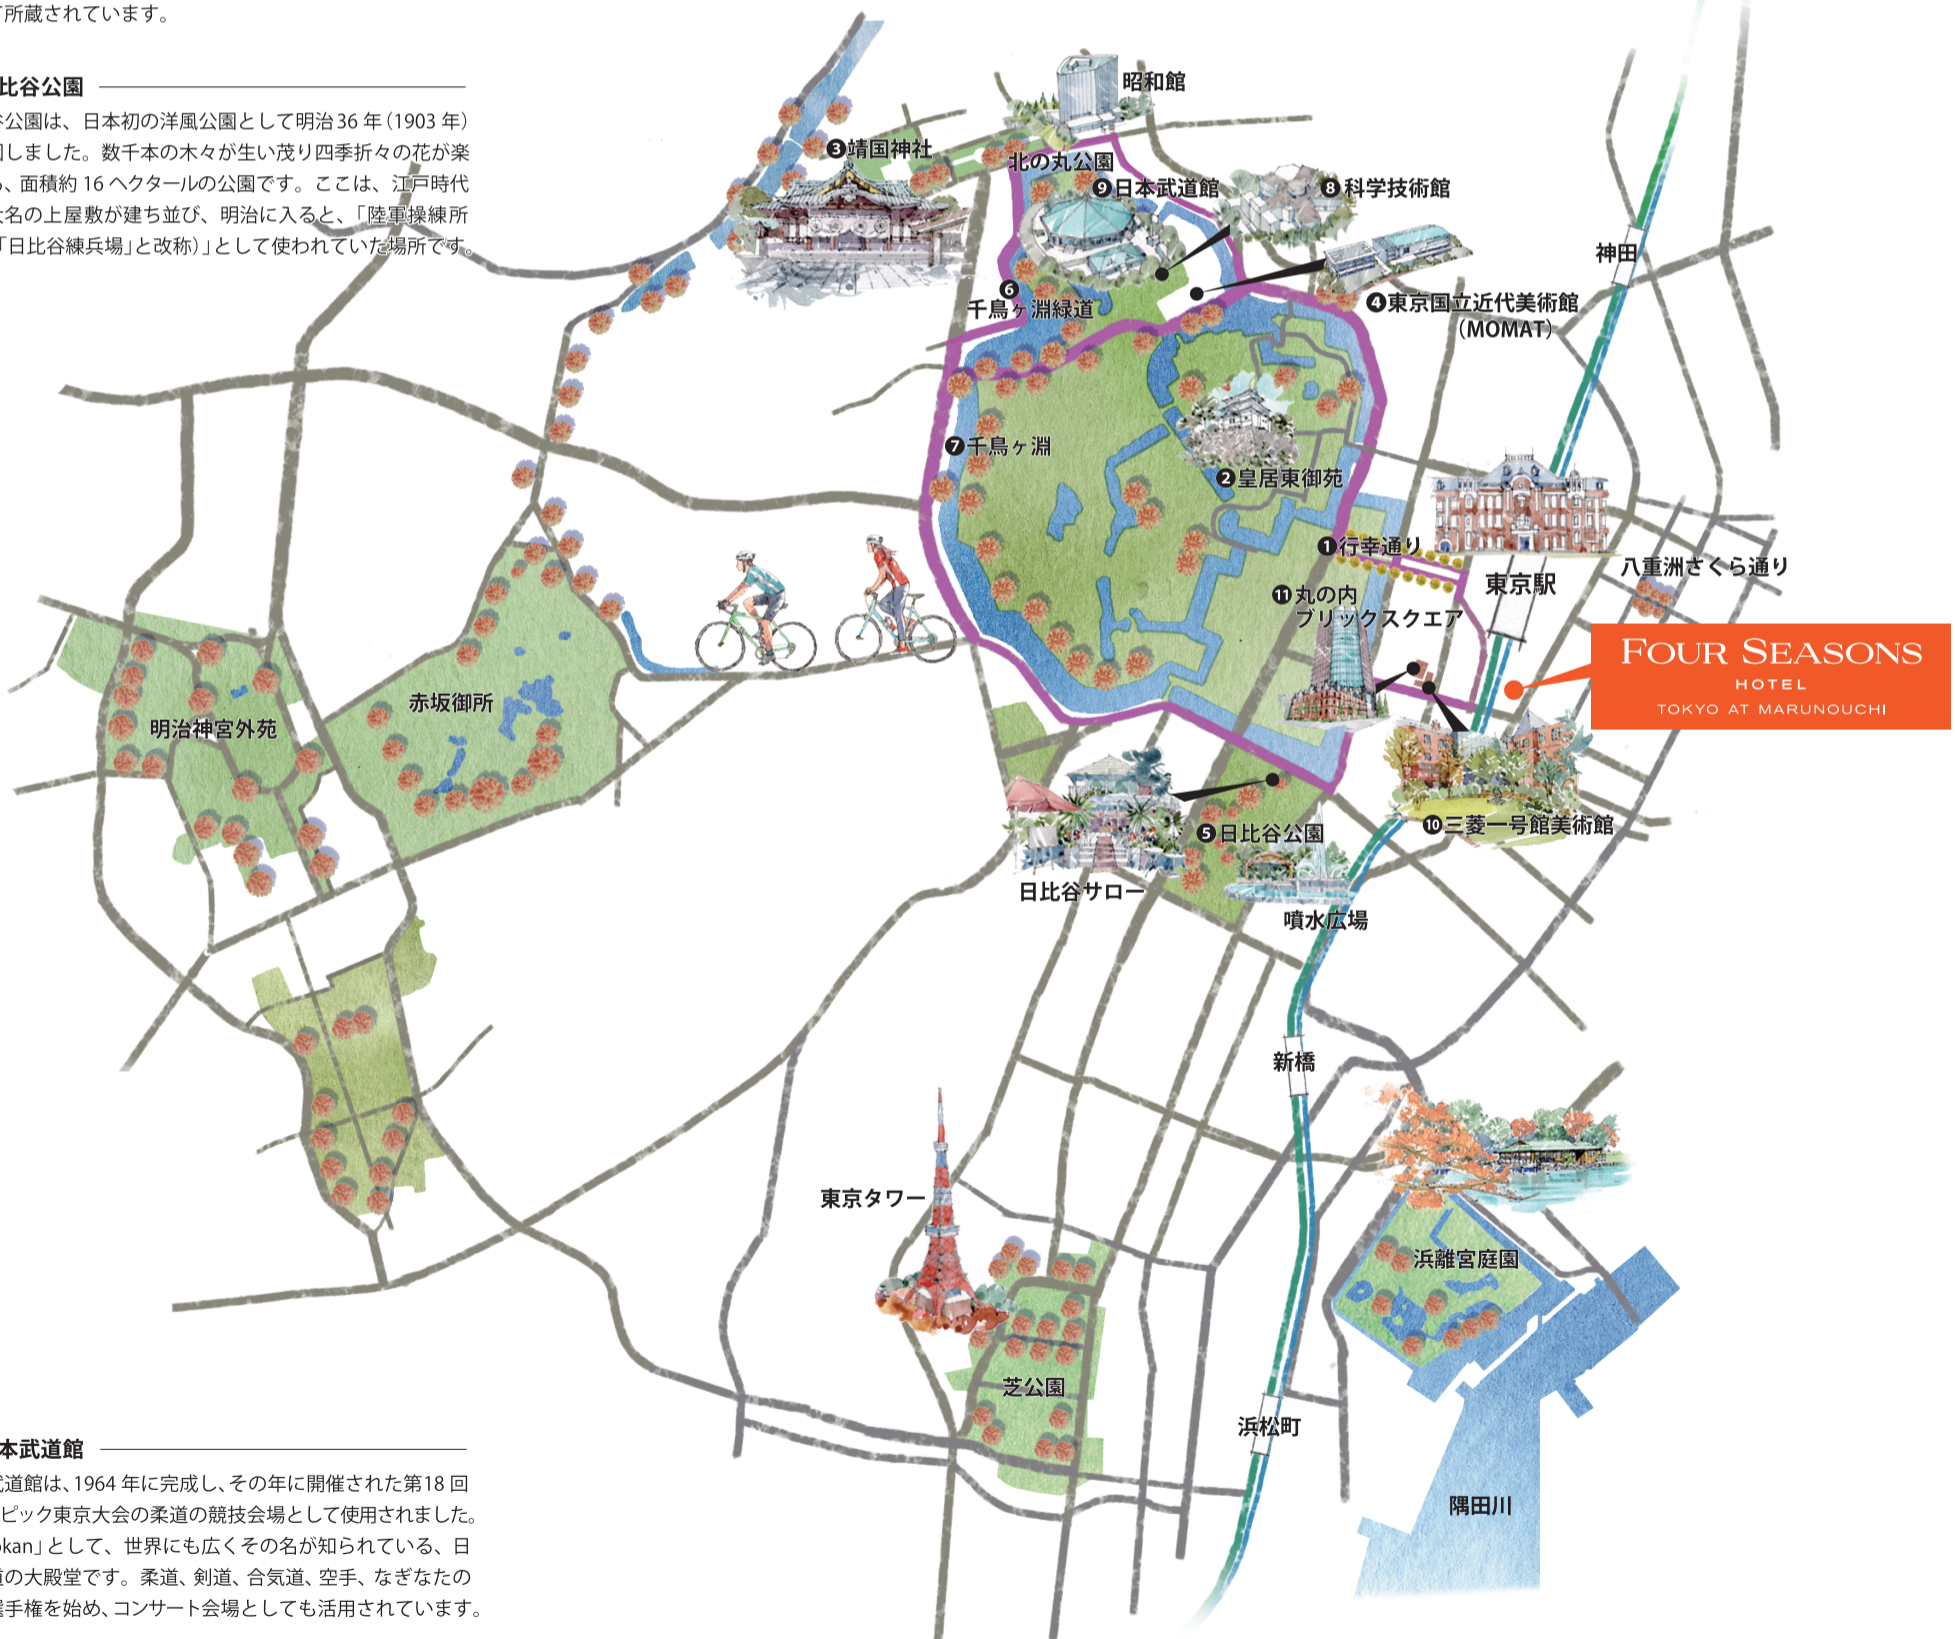 て所蔵されています。
比谷公園
公園は、日本初の洋風公園として明治 36 年（1903 年）
しました。数千本の木々が生い茂り四季折々の花が楽
、面積約 16 ヘクタールの公園です。ここは、江戸時代
名の上屋敷が建ち並び、明治に入ると、「陸軍操練所
「日比谷練兵場」と改称）」として使われていた場所です。
昭和館
❸靖国神社
北の丸公園
❾日本武道館
❽科学技術館
神田
❻
千鳥ヶ淵緑道
❹東京国立近代美術館
（MOMAT）
❼千鳥ヶ淵
❷皇居東御苑
❶行幸通り
八重洲さくら通り
東京駅
⓫丸の内
ブリックスクエア
FOUR SEASONS
HOTEL
TOKYO AT MARUNOUCHI
赤坂御所
明治神宮外苑
❺日比谷公園
❿三菱一号館美術館
日比谷サロー
噴水広場
新橋
東京タワー
浜離宮庭園
芝公園
浜松町
隅田川
本武道館
道館は、1964 年に完成し、その年に開催された第18 回
ピック東京大会の柔道の競技会場として使用されました。
okan」として、世界にも広くその名が知られている、日
の大殿堂です。柔道、剣道、合気道、空手、なぎなたの
選手権を始め、コンサート会場としても活用されています。